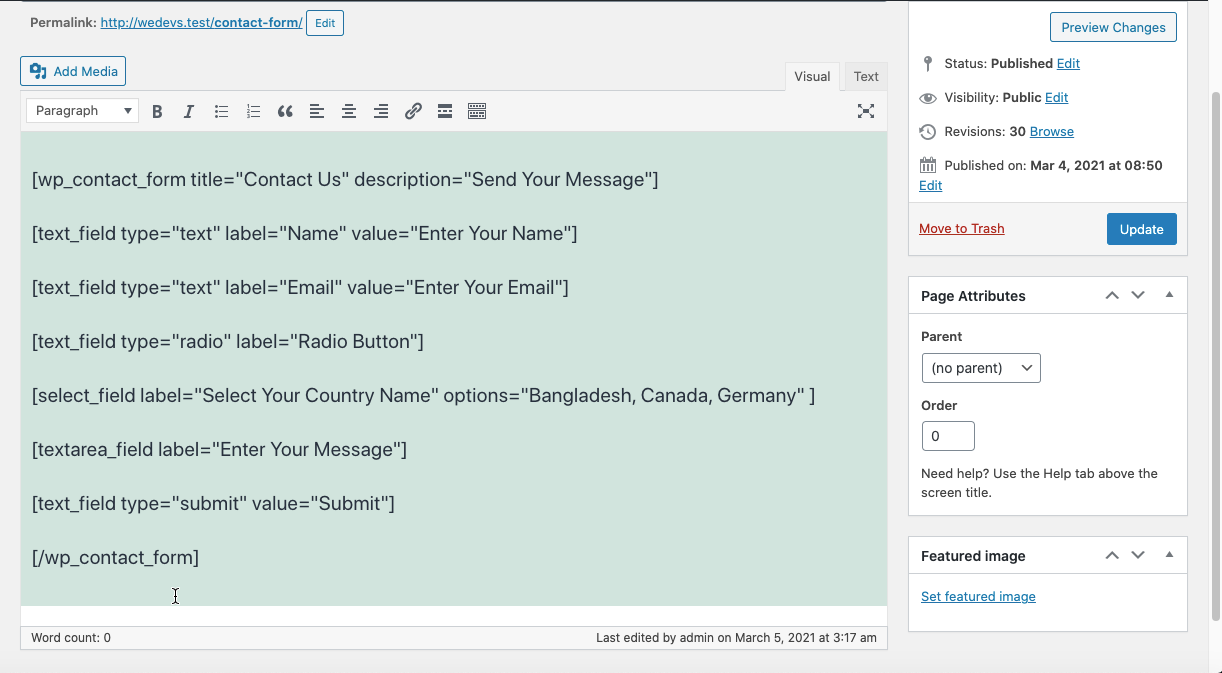 Permalink: http://wedevs.test/contact-form/ Edit
Add Media
Visual Text
Paragraph B I
[wp_contact_form title="Contact Us" description="Send Your Message"]
[text_field type="text" label="Name" value="Enter Your Name"]
[text_field type="text" label="Email" value="Enter Your Email"]
[text_field type="radio" label="Radio Button"]
[select_field label="Select Your Country Name" options="Bangladesh, Canada, Germany" ]
[textarea_field label="Enter Your Message"]
[text_field type="submit" value="Submit"]
[/wp_contact_form]
Word count: 0
Last edited by admin on March 5, 2021 at 3:17 am
Preview Changes
Status: Published Edit
Visibility: Public Edit
Revisions: 30 Browse
Published on: Mar 4, 2021 at 08:50
Edit
Move to Trash
Update
Page Attributes
Parent
(no parent)
Order
0
Need help? Use the Help tab above the
screen title.
Featured image
Set featured image